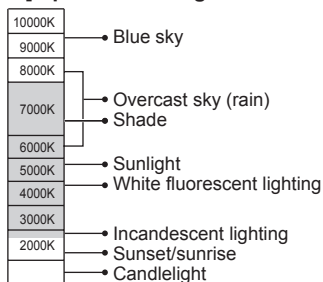 10000K
Blue sky
9000K
8000K
Overcast sky (rain)
7000K
Shade
6000K
5000K
Sunlight
White fluorescent lighting
4000K
3000K
Incandescent lighting
2000K
Sunset/sunrise
Candlelight